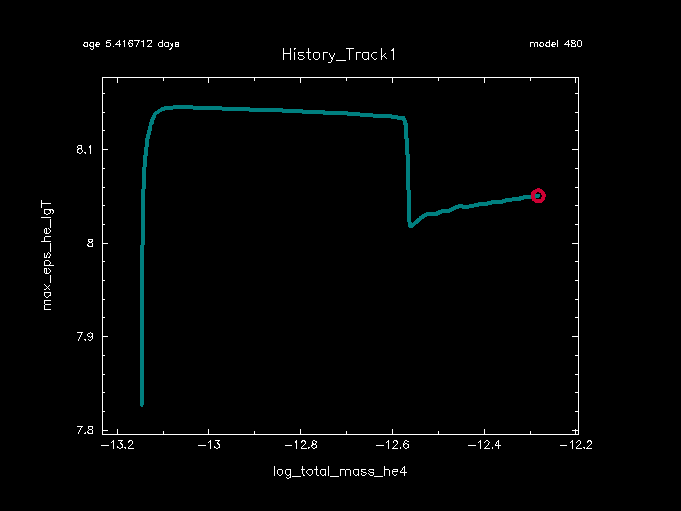 age 5.416712 days
model 480
History_Track1
8.1
8
7.9
7.8
max_eps_he_lgT
−13.2
−13
−12.8
−12.6
−12.4
−12.2
log_total_mass_he4